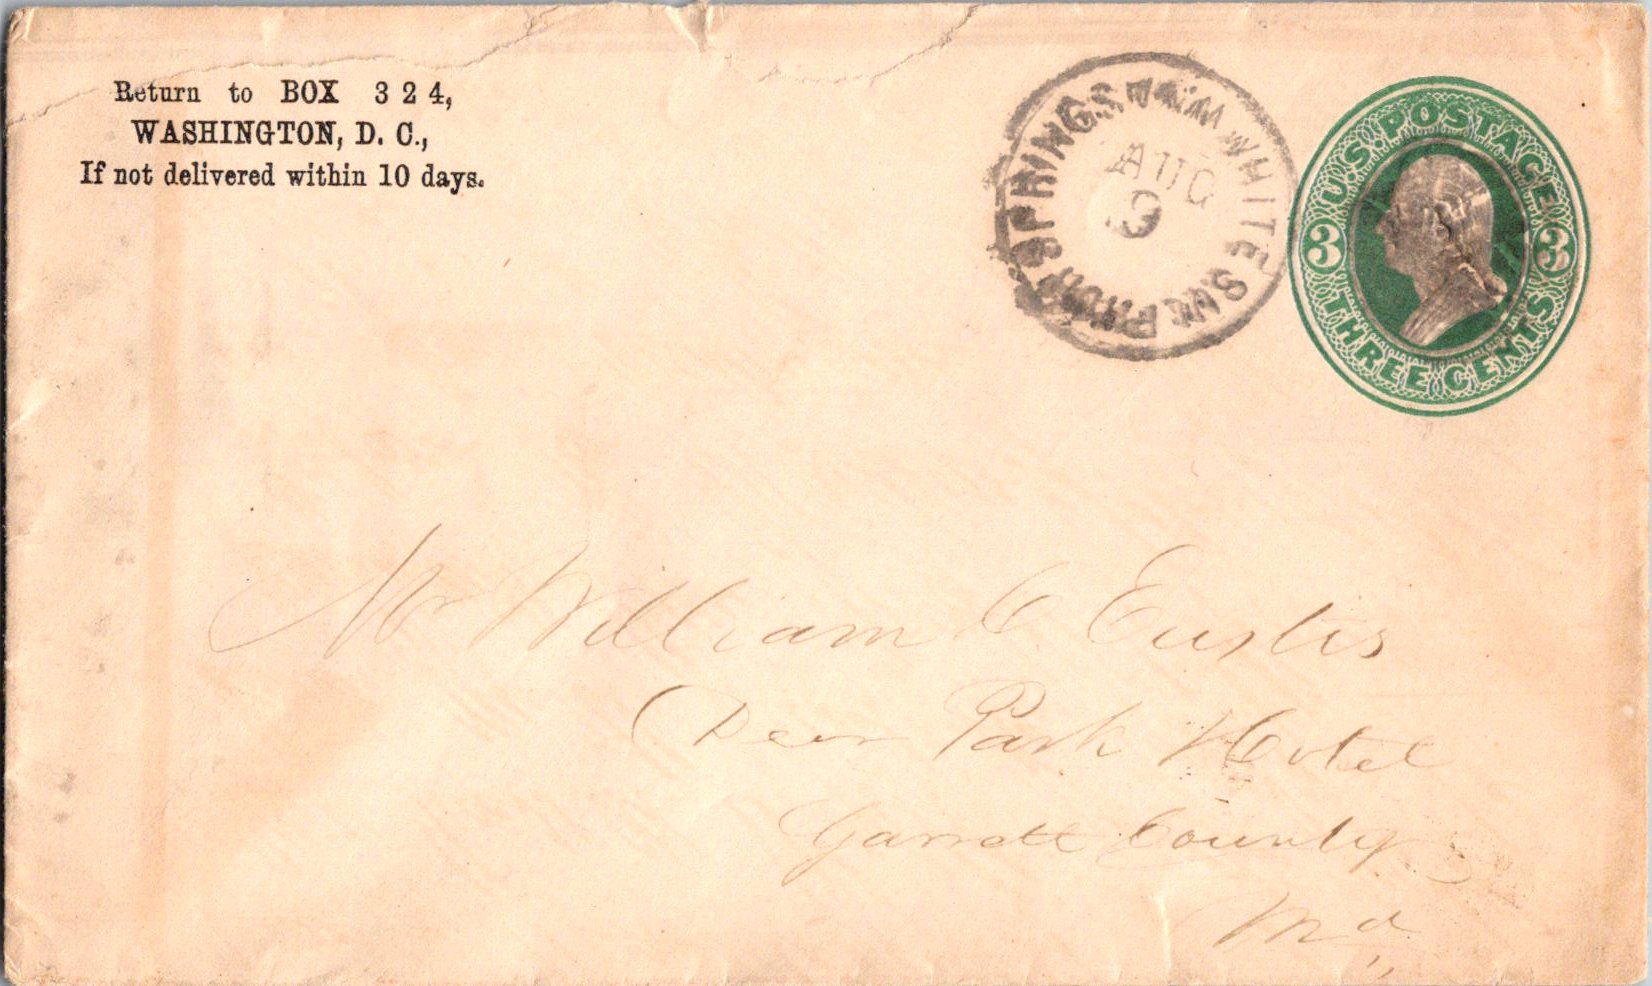 Return to BOX 324,
WASHINGTON, D. C.,
If not delivered within 10 days.
WHITE SULPHUR SPRINGS W.VA.
AUG
9
U.S. POSTAGE
3 3
THREE CENTS
Mr William C Eustis
Deer Park Hotel
Garrett County
Md